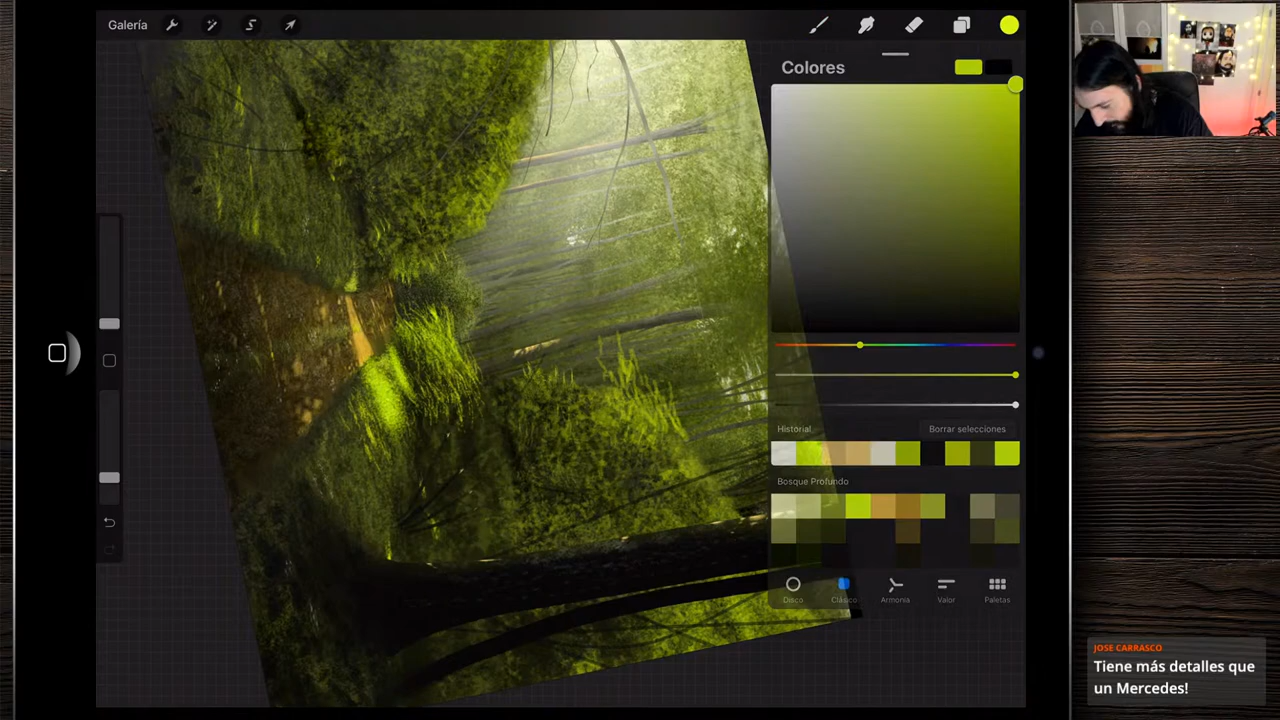 Galería
Colores
Historial
Borrar selecciones
Bosque Profundo
Disco
Clásico
Armonía
Valor
Paletas
JOSE CARRASCO
Tiene más detalles que
un Mercedes!